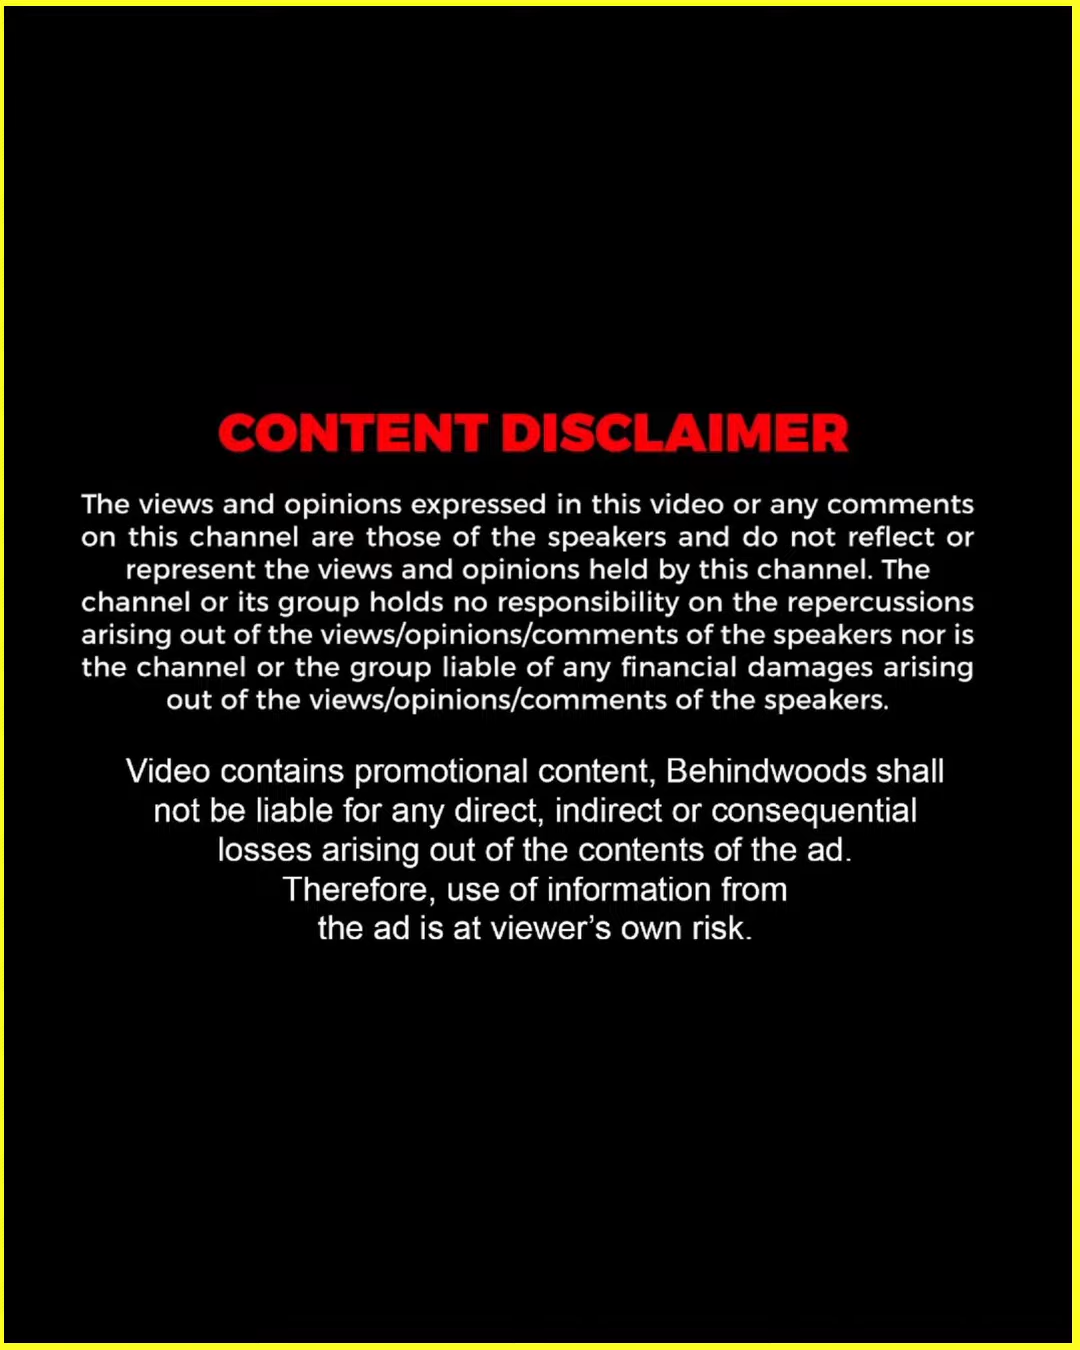 CONTENT DISCLAIMER
The views and opinions expressed in this video or any comments
on this channel are those of the speakers and do not reflect or
represent the views and opinions held by this channel. The
channel or its group holds no responsibility on the repercussions
arising out of the views/opinions/comments of the speakers nor is
the channel or the group liable of any financial damages arising
out of the views/opinions/comments of the speakers.
Video contains promotional content, Behindwoods shall
not be liable for any direct, indirect or consequential
losses arising out of the contents of the ad.
Therefore, use of information from
the ad is at viewer’s own risk.